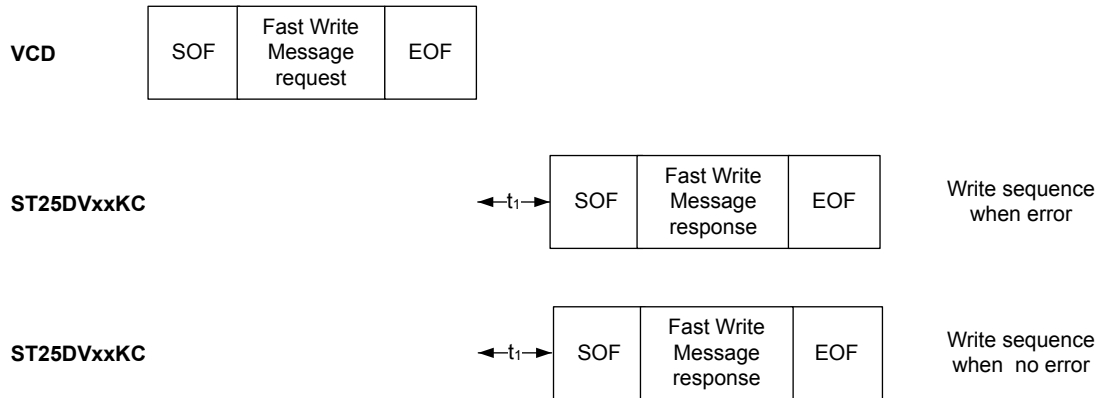 VCD
SOF
Fast Write
Message
request
EOF
ST25DVxxKC
t1
SOF
Fast Write
Message
response
EOF
Write sequence
when error
ST25DVxxKC
t1
SOF
Fast Write
Message
response
EOF
Write sequence
when no error